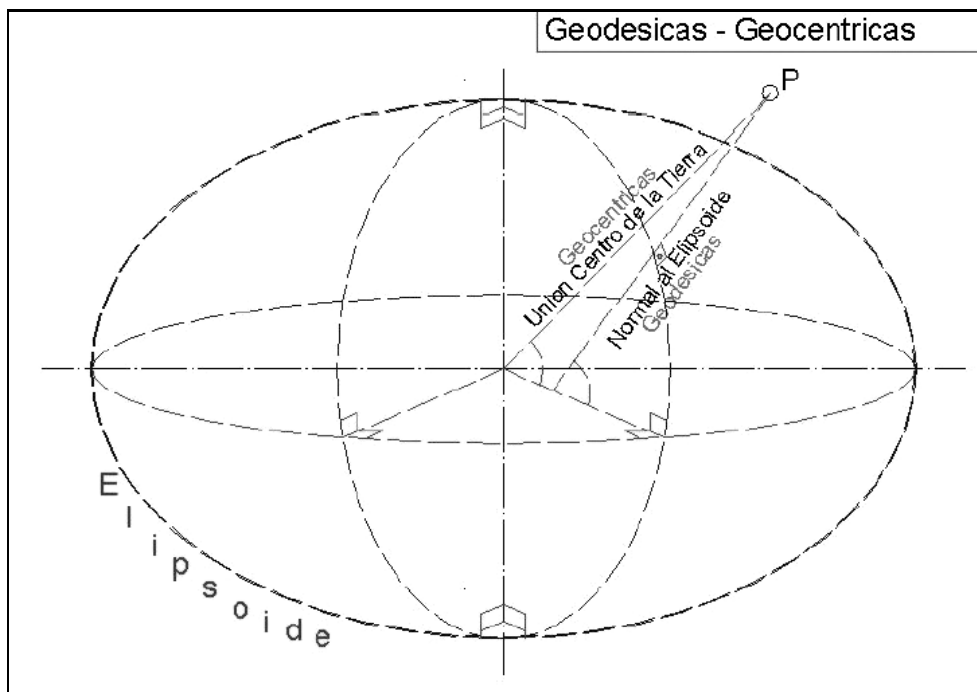 Geodesicas - Geocentricas
P
Geocentricas
Union Centro de la Tierra
Normal al Elipsoide
Geodesicas
Elipsoide